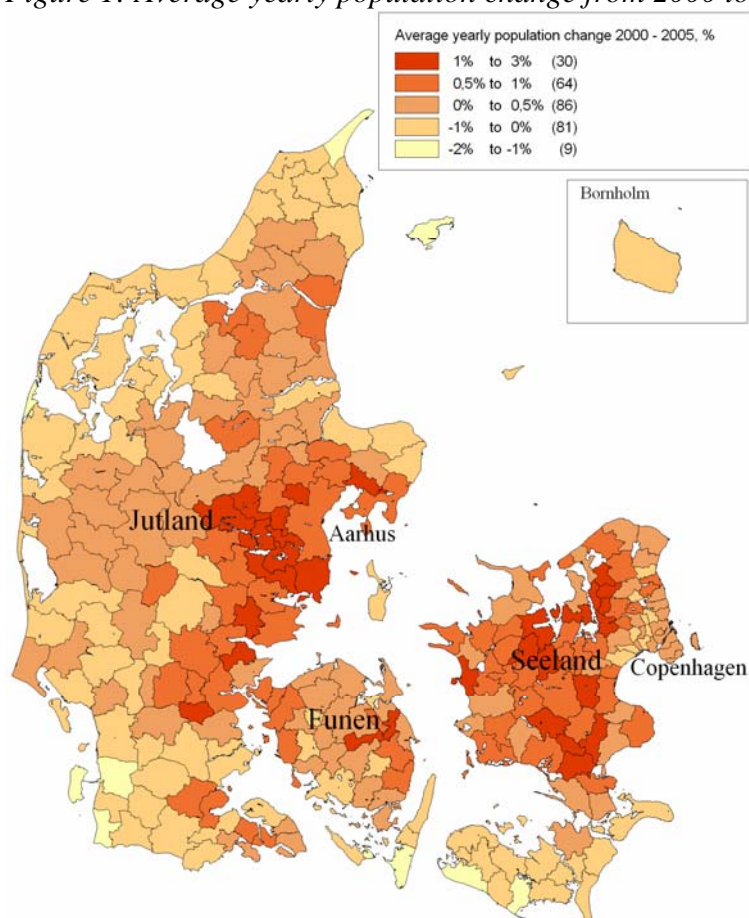 Figure 1: Average yearly population change from 2000 to
Average yearly population change 2000 - 2005, %
1% to 3% (30)
0,5% to 1% (64)
0% to 0,5% (86)
-1% to 0% (81)
-2% to -1% (9)
Bornholm
Jutland
Aarhus
Seeland
Copenhagen
Funen